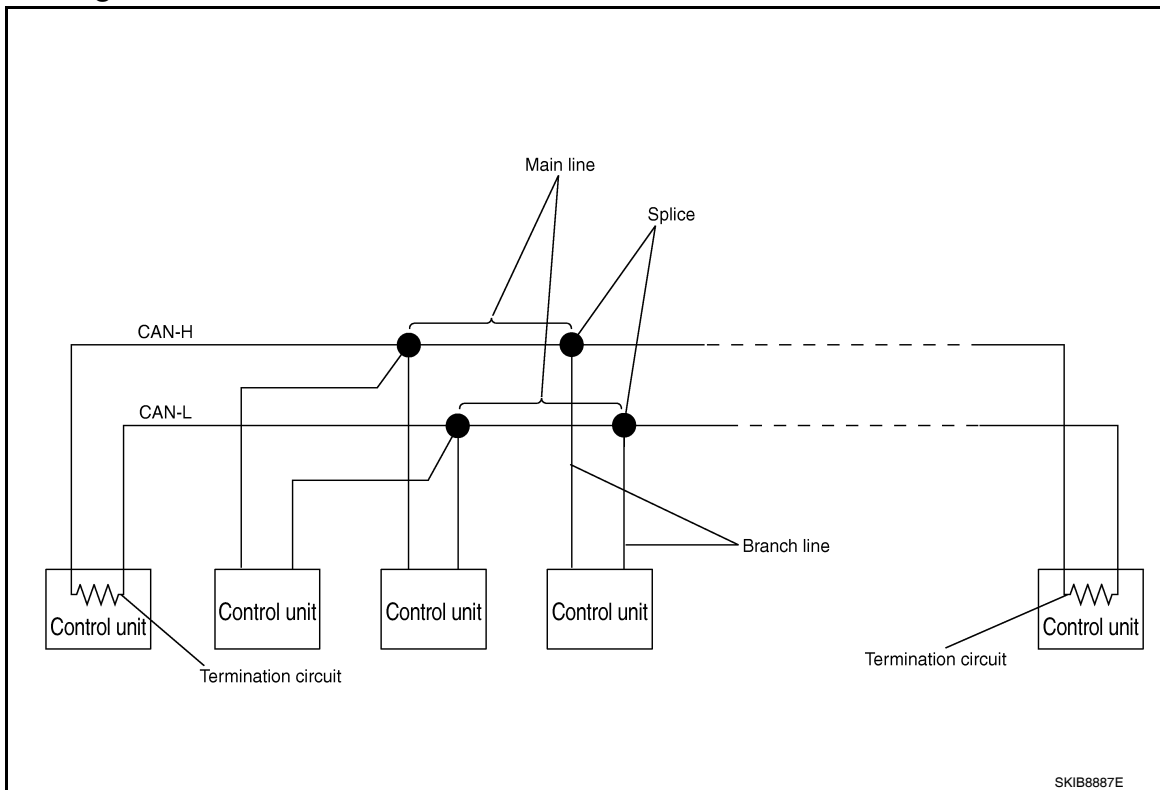 Main line
Splice
CAN-H
CAN-L
Branch line
Control unit
Control unit
Control unit
Control unit
Control unit
Termination circuit
Termination circuit
SKIB8887E